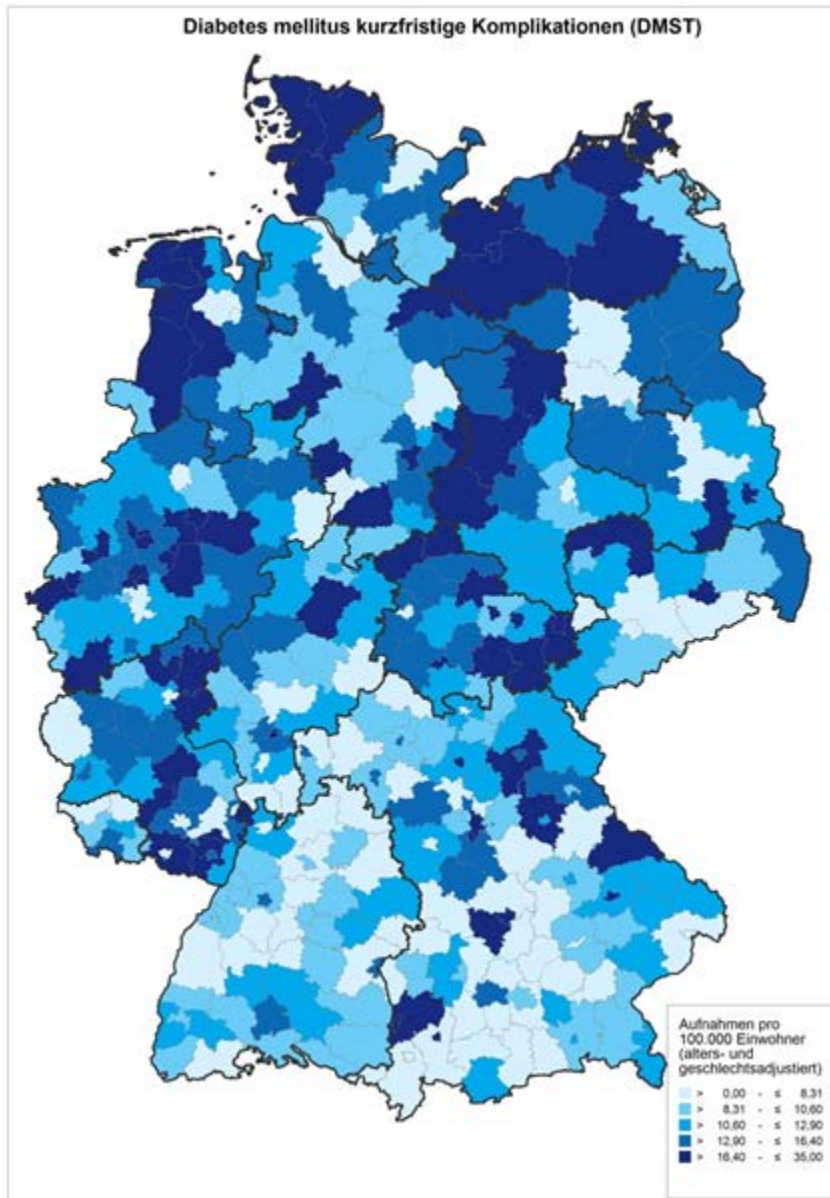 Diabetes mellitus kurzfristige Komplikationen (DMST)
Aufnahmen pro
100.000 Einwohner
(alters- und
geschlechtsadjustiert)
> 0,00 - ≤ 8,31
> 8,31 - ≤ 10,60
> 10,60 - ≤ 12,90
> 12,90 - ≤ 16,40
> 16,40 - ≤ 35,00